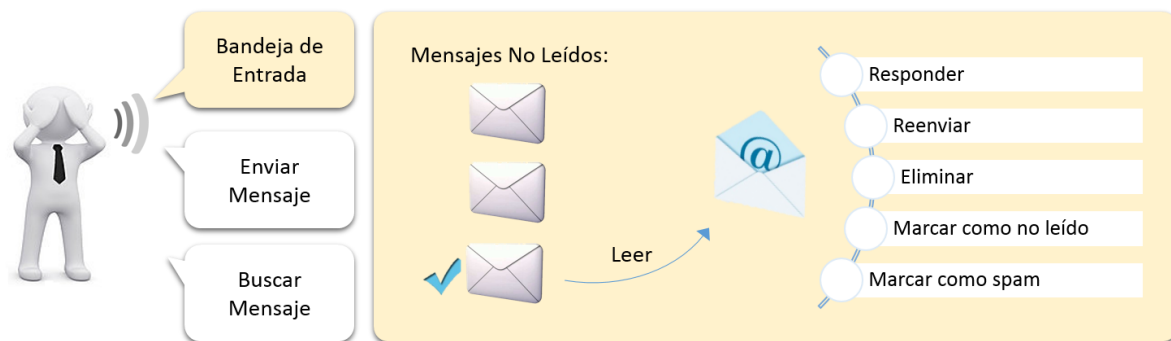 Bandeja de
Entrada
Enviar
Mensaje
Buscar
Mensaje
Mensajes No Leídos:
Leer
@
Responder
Reenviar
Eliminar
Marcar como no leído
Marcar como spam